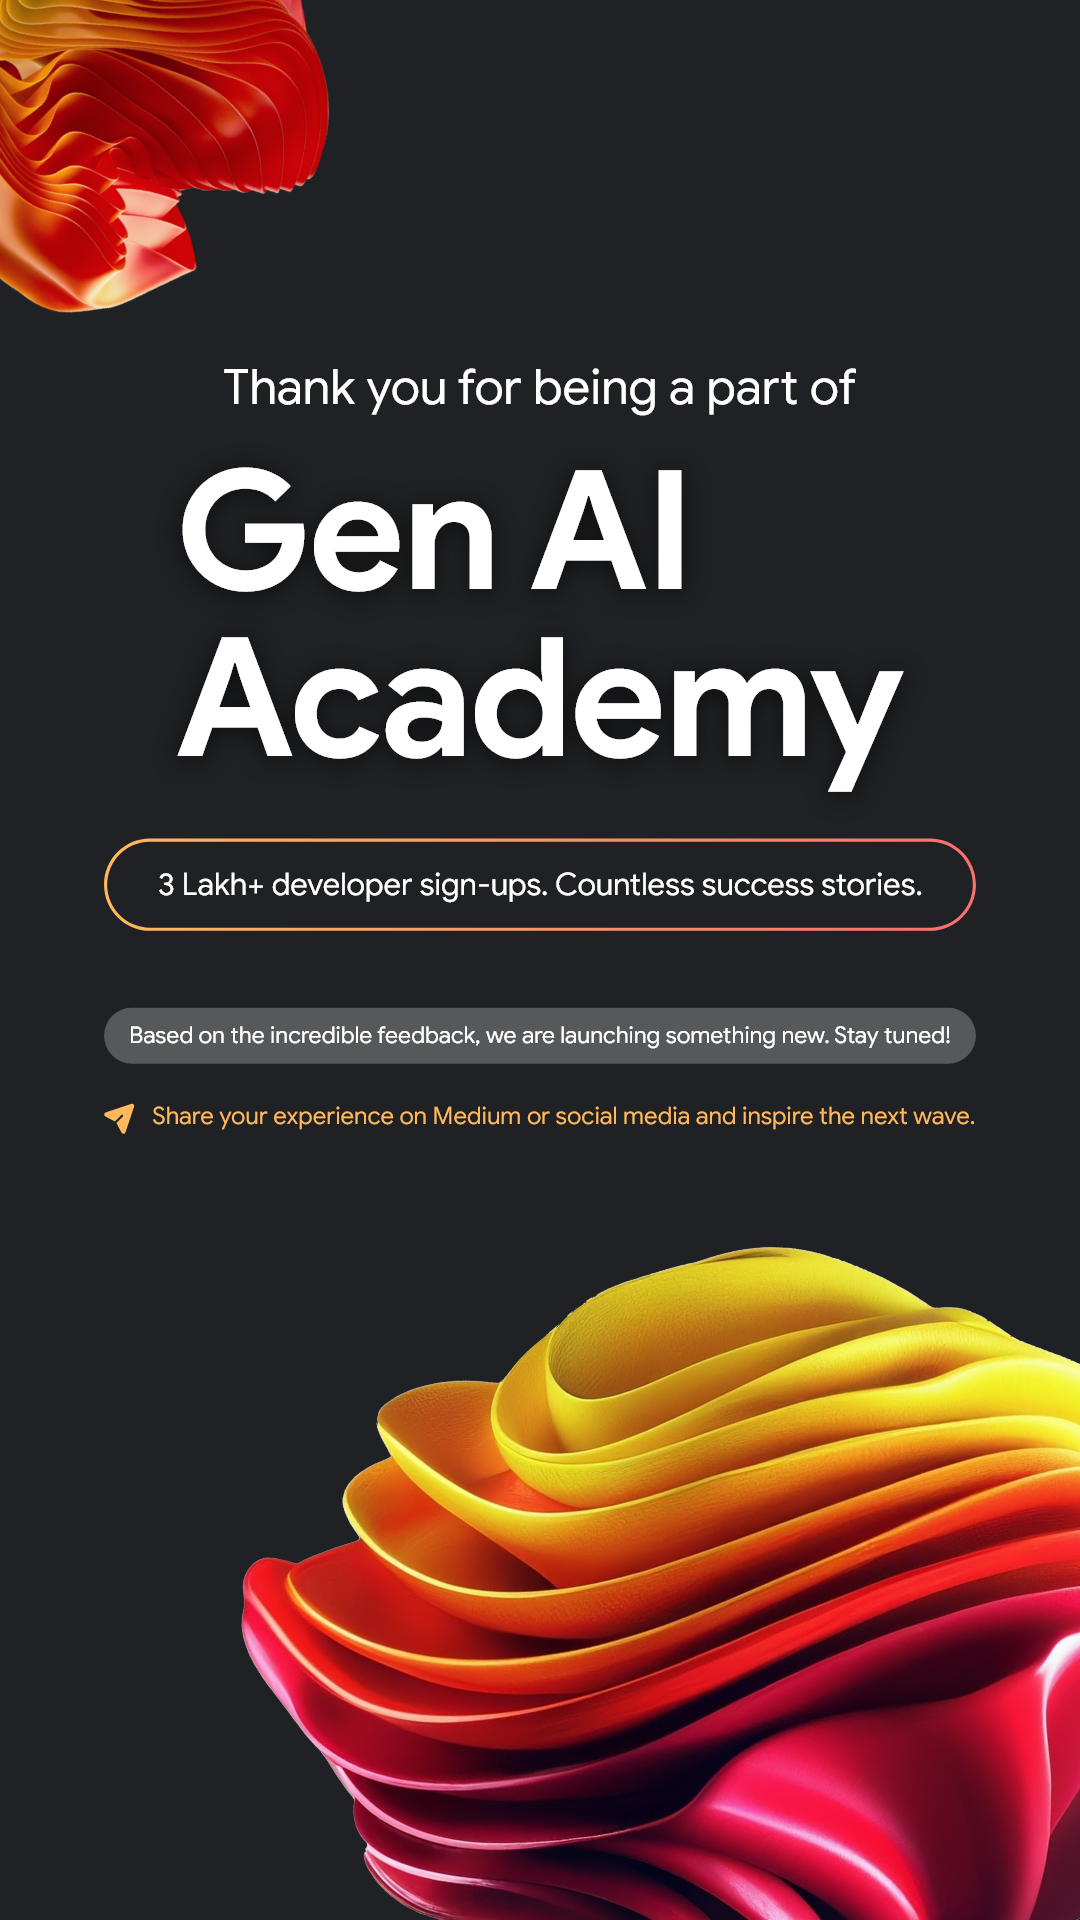 Thank you for being a part of
Gen AI
Academy
3 Lakh+ developer sign-ups. Countless success stories.
Based on the incredible feedback, we are launching something new. Stay tuned!
Share your experience on Medium or social media and inspire the next wave.